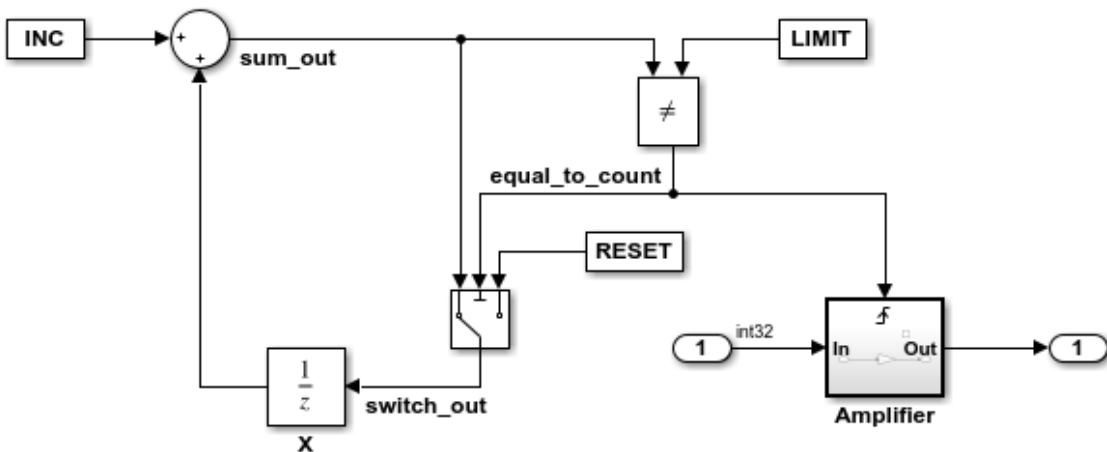 INC
+
+
sum_out
LIMIT
≠
equal_to_count
RESET
1
int32
In
Out
1
Amplifier
1
z
switch_out
X